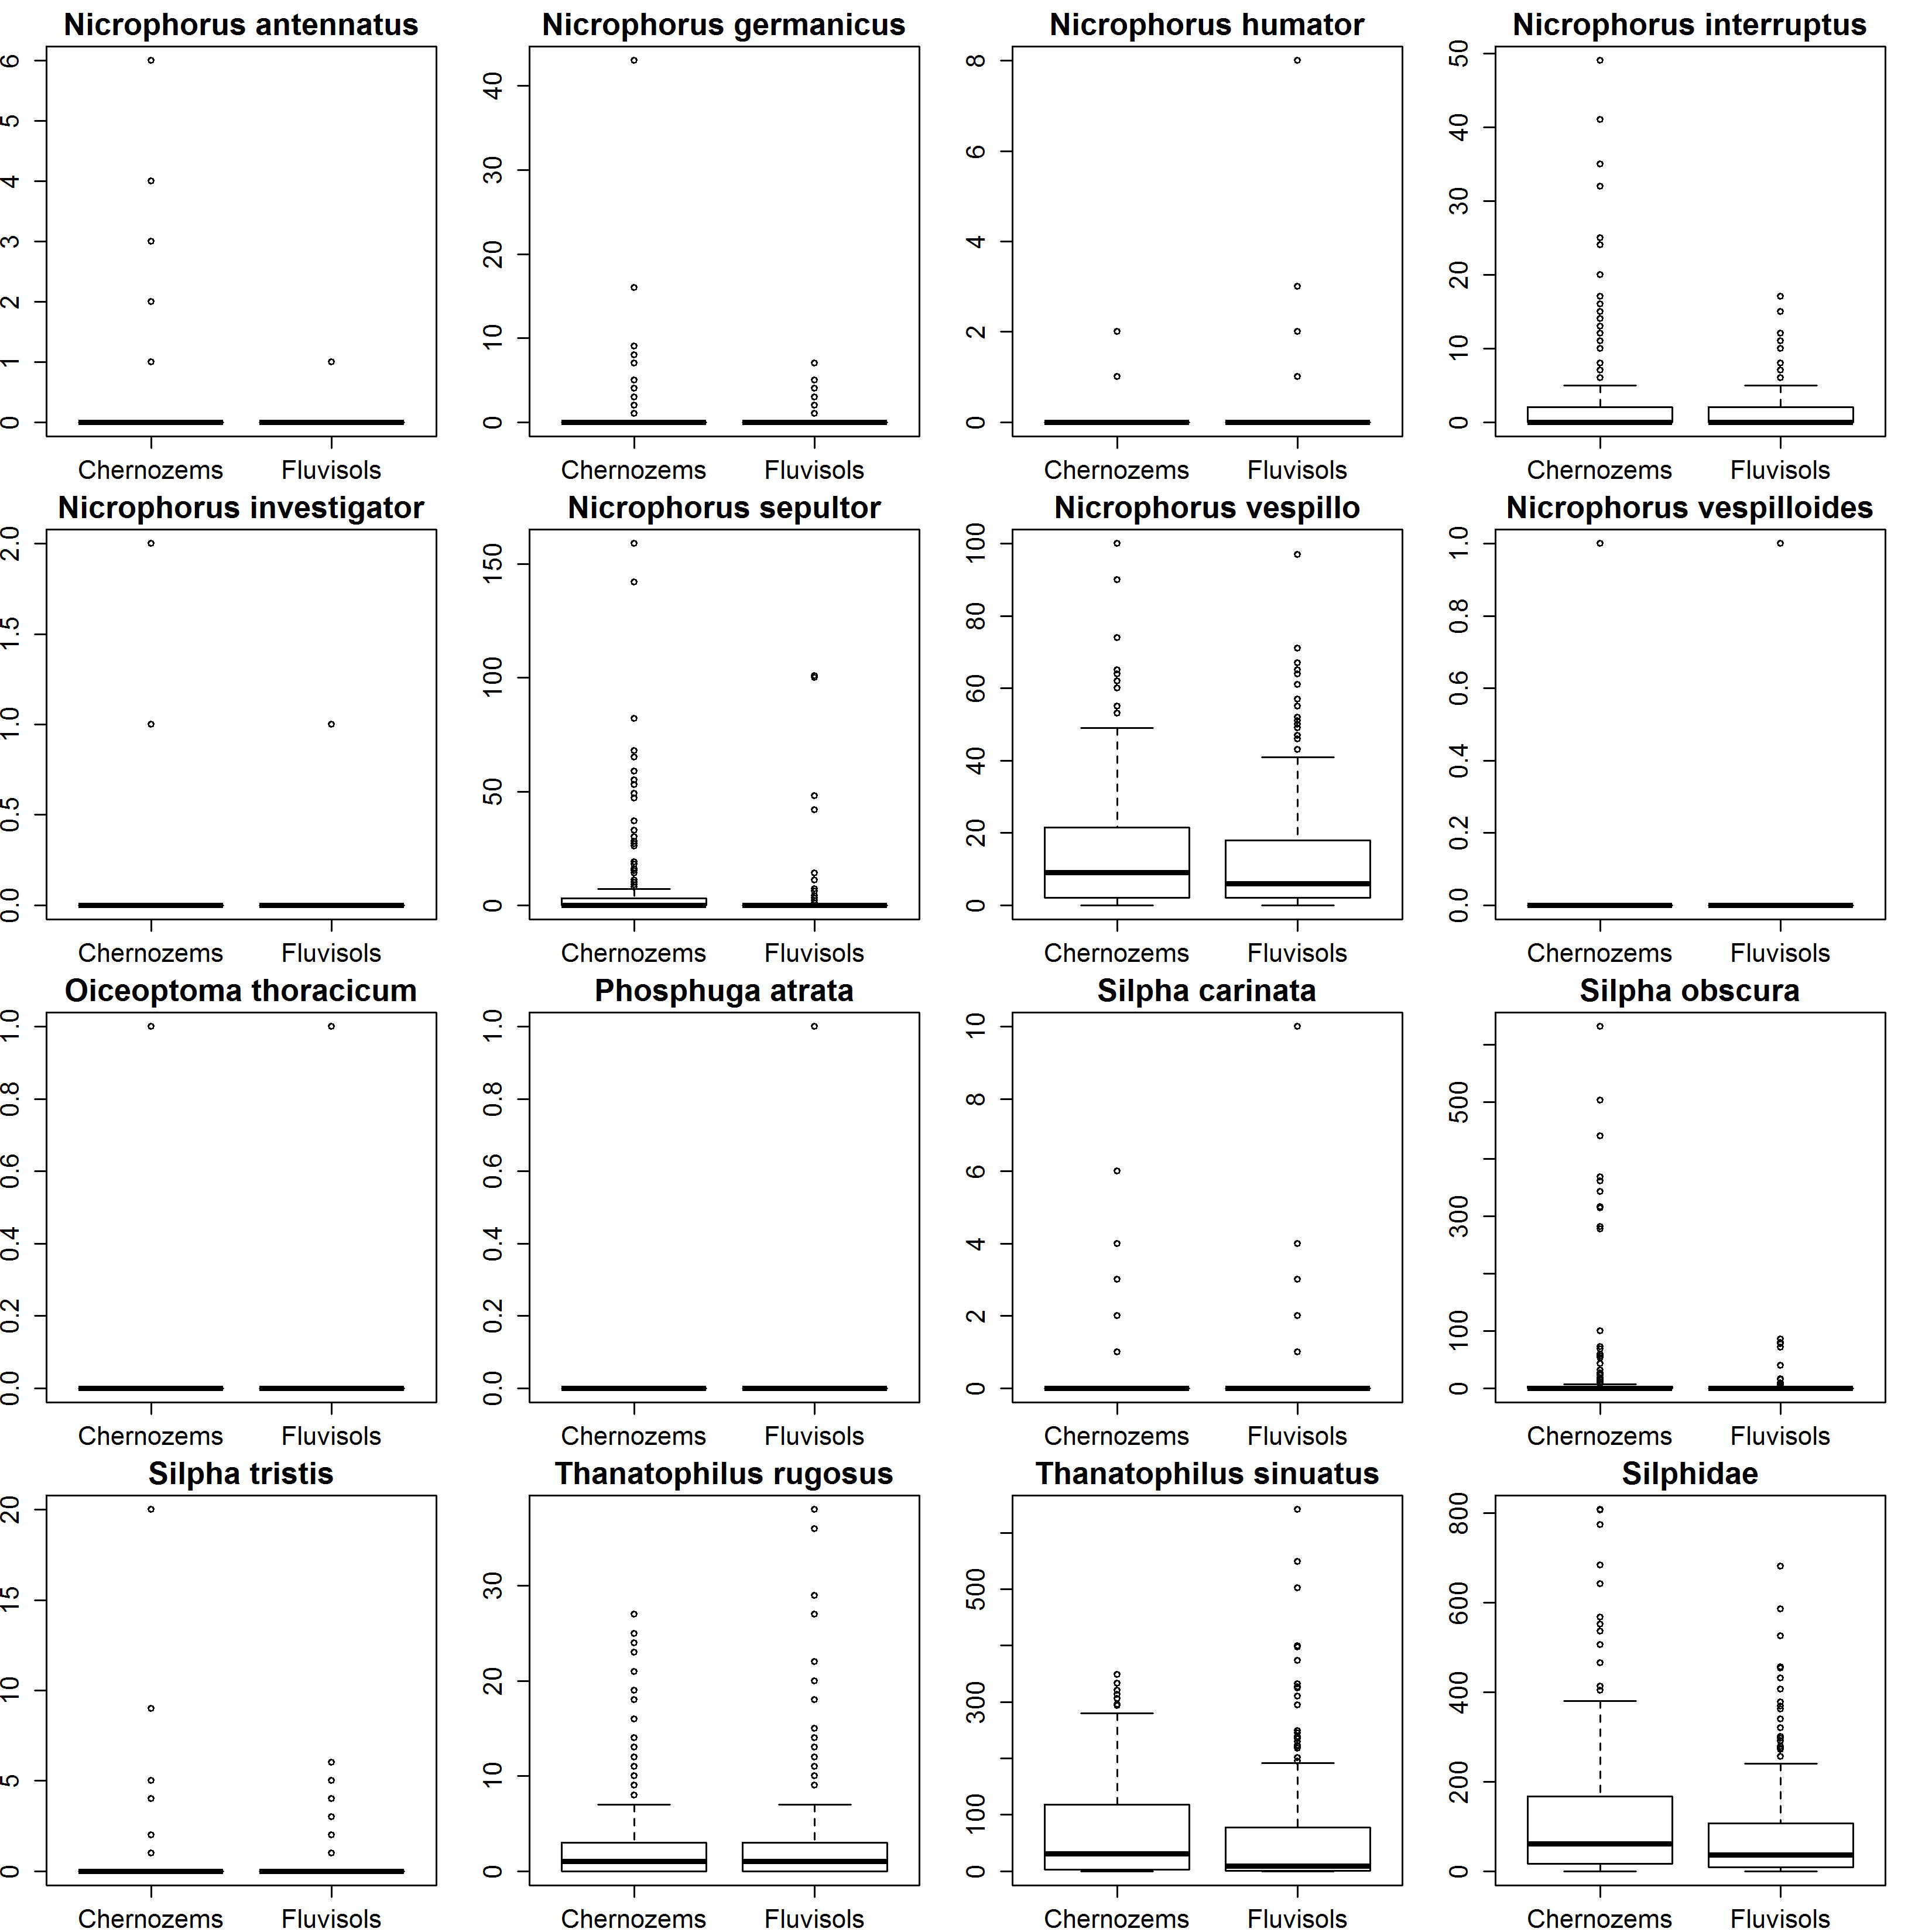 Nicrophorus antennatus Nicrophorus germanicus Nicrophorus humator Nicrophorus interruptus
0 1 2 3 4 5 6
0 10 20 30 40
0 2 4 6 8
0 10 20 30 40 50
Chernozems Fluvisols Chernozems Fluvisols Chernozems Fluvisols Chernozems Fluvisols
Nicrophorus investigator Nicrophorus sepultor Nicrophorus vespillo Nicrophorus vespilloides
0.0 0.5 1.0 1.5 2.0
0 50 100 150
0 20 40 60 80 100
0.0 0.2 0.4 0.6 0.8 1.0
Chernozems Fluvisols Chernozems Fluvisols Chernozems Fluvisols Chernozems Fluvisols
Oiceoptoma thoracicum Phosphuga atrata Silpha carinata Silpha obscura
0.0 0.2 0.4 0.6 0.8 1.0
0.0 0.2 0.4 0.6 0.8 1.0
0 2 4 6 8 10
0 100 300 500
Chernozems Fluvisols Chernozems Fluvisols Chernozems Fluvisols Chernozems Fluvisols
Silpha tristis Thanatophilus rugosus Thanatophilus sinuatus Silphidae
0 5 10 15 20
0 10 20 30
0 100 300 500
0 200 400 600 800
Chernozems Fluvisols Chernozems Fluvisols Chernozems Fluvisols Chernozems Fluvisols